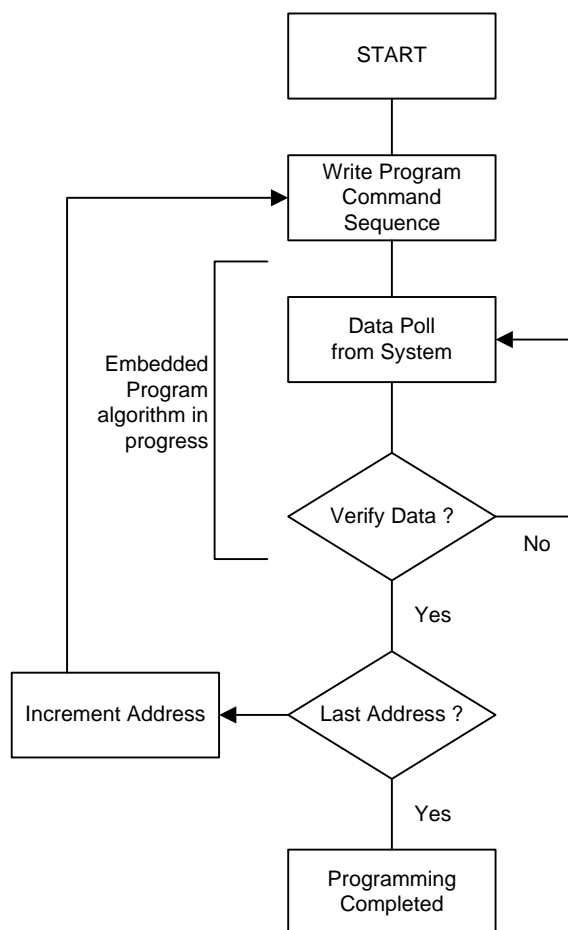 START
Write Program
Command
Sequence
Data Poll
from System
Embedded
Program
algorithm in
progress
Verify Data ?
No
Yes
Increment Address
Last Address ?
Yes
Programming
Completed